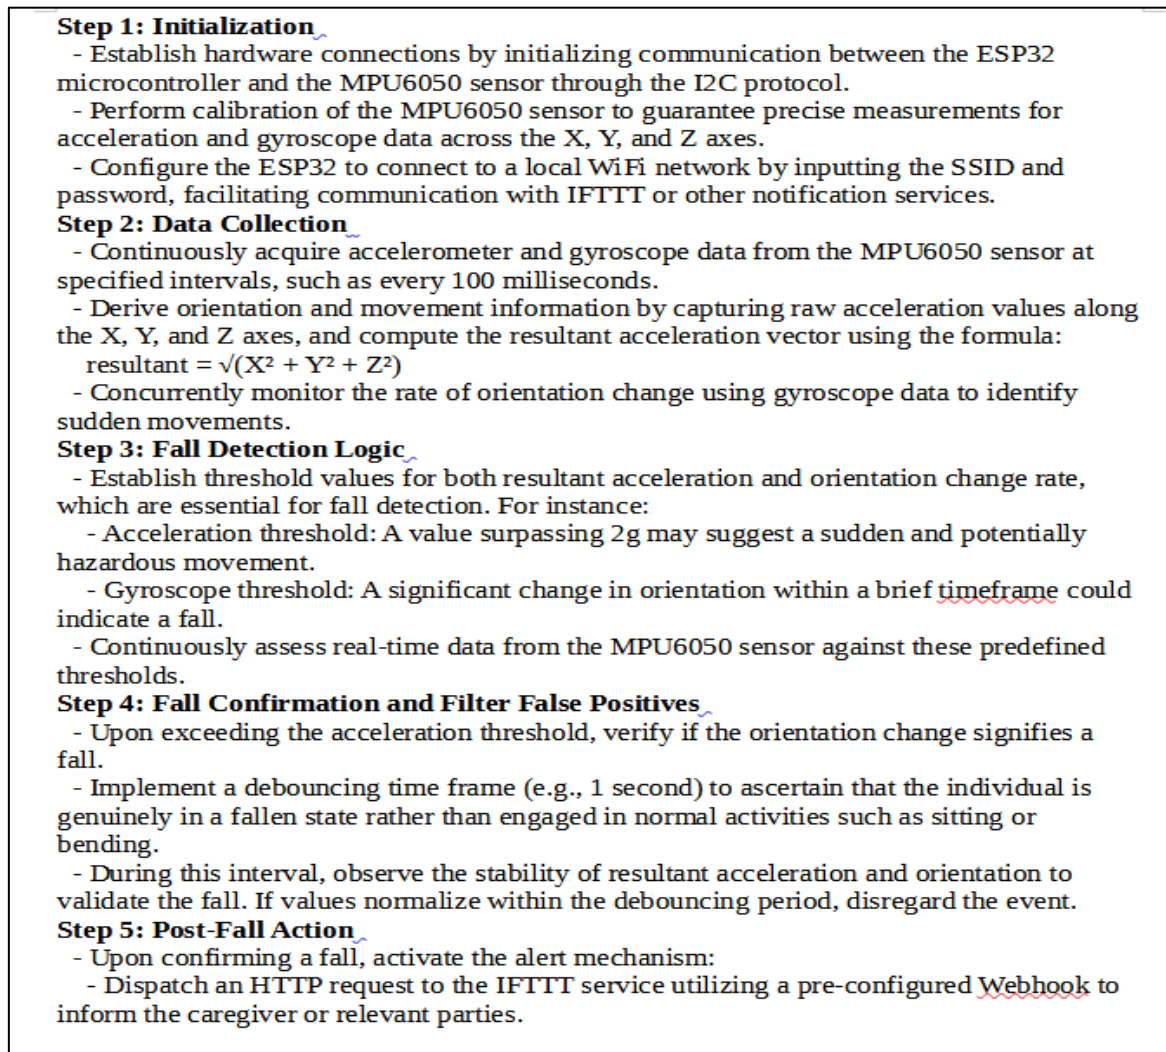 Step 1: Initialization
- Establish hardware connections by initializing communication between the ESP32
microcontroller and the MPU6050 sensor through the I2C protocol.
- Perform calibration of the MPU6050 sensor to guarantee precise measurements for
acceleration and gyroscope data across the X, Y, and Z axes.
- Configure the ESP32 to connect to a local WiFi network by inputting the SSID and
password, facilitating communication with IFTTT or other notification services.
Step 2: Data Collection
- Continuously acquire accelerometer and gyroscope data from the MPU6050 sensor at
specified intervals, such as every 100 milliseconds.
- Derive orientation and movement information by capturing raw acceleration values along
the X, Y, and Z axes, and compute the resultant acceleration vector using the formula:
resultant = √(X² + Y² + Z²)
- Concurrently monitor the rate of orientation change using gyroscope data to identify
sudden movements.
Step 3: Fall Detection Logic
- Establish threshold values for both resultant acceleration and orientation change rate,
which are essential for fall detection. For instance:
- Acceleration threshold: A value surpassing 2g may suggest a sudden and potentially
hazardous movement.
- Gyroscope threshold: A significant change in orientation within a brief timeframe could
indicate a fall.
- Continuously assess real-time data from the MPU6050 sensor against these predefined
thresholds.
Step 4: Fall Confirmation and Filter False Positives
- Upon exceeding the acceleration threshold, verify if the orientation change signifies a
fall.
- Implement a debouncing time frame (e.g., 1 second) to ascertain that the individual is
genuinely in a fallen state rather than engaged in normal activities such as sitting or
bending.
- During this interval, observe the stability of resultant acceleration and orientation to
validate the fall. If values normalize within the debouncing period, disregard the event.
Step 5: Post-Fall Action
- Upon confirming a fall, activate the alert mechanism:
- Dispatch an HTTP request to the IFTTT service utilizing a pre-configured Webhook to
inform the caregiver or relevant parties.